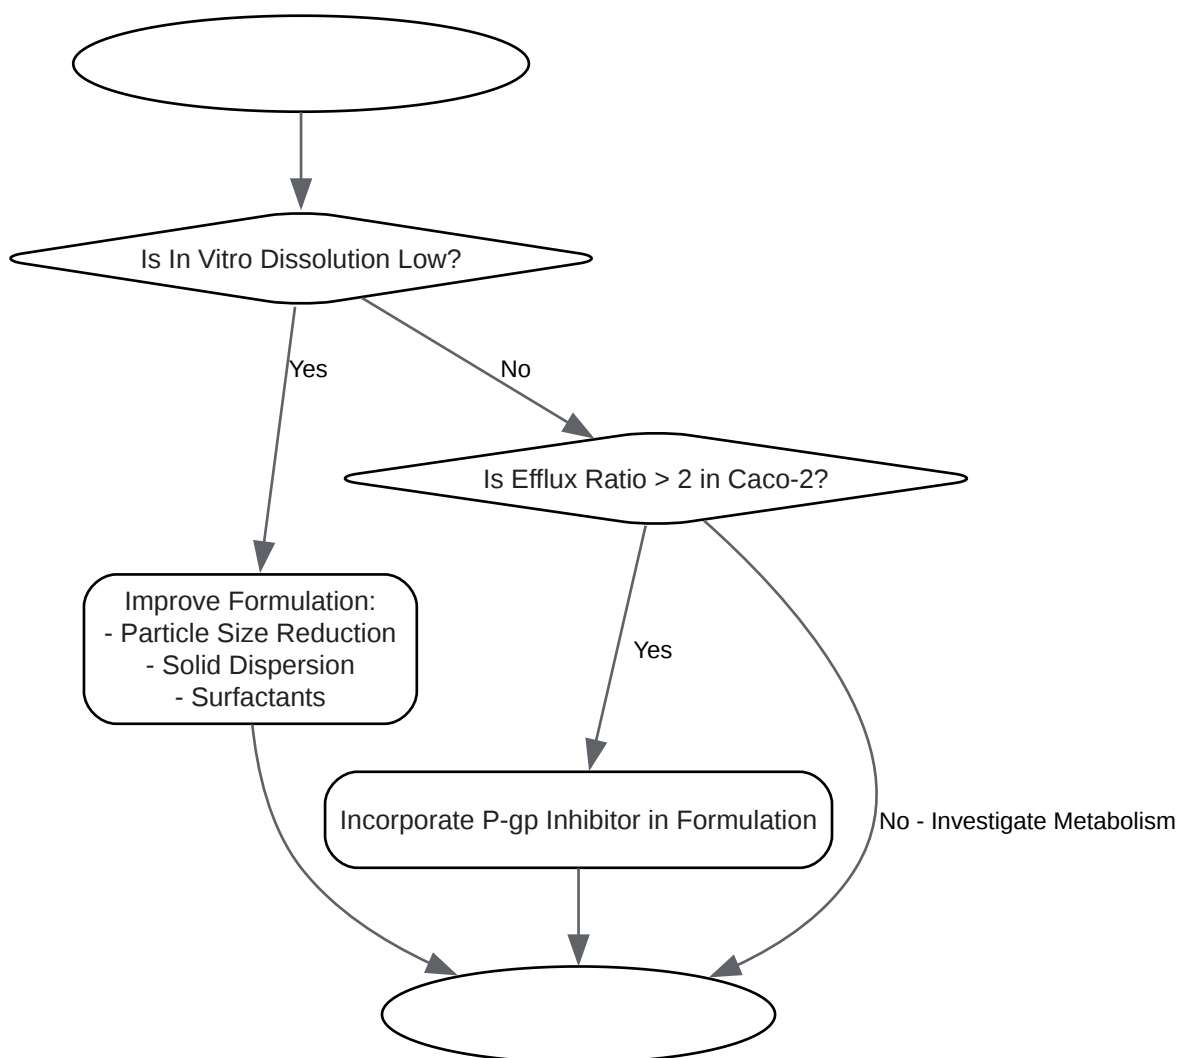 Is In Vitro Dissolution Low?
Yes
No
Is Efflux Ratio > 2 in Caco-2?
Improve Formulation:
- Particle Size Reduction
- Solid Dispersion
- Surfactants
Yes
Incorporate P-gp Inhibitor in Formulation
No - Investigate Metabolism